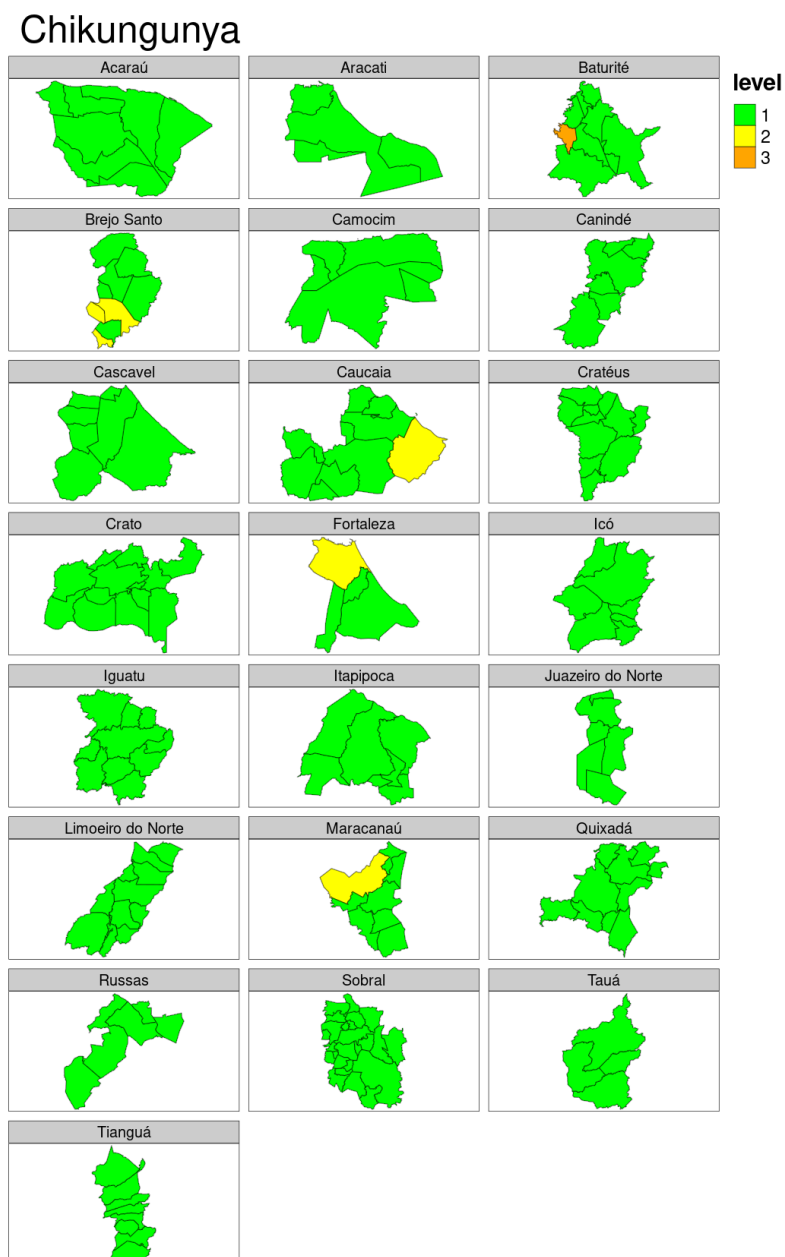 Chikungunya
Acaraú
Aracati
Baturité
level
1
2
3
Brejo Santo
Camocim
Canindé
Cascavel
Caucaia
Cratéus
Crato
Fortaleza
Icó
Iguatu
Itapipoca
Juazeiro do Norte
Limoeiro do Norte
Maracanaú
Quixadá
Russas
Sobral
Tauá
Tianguá